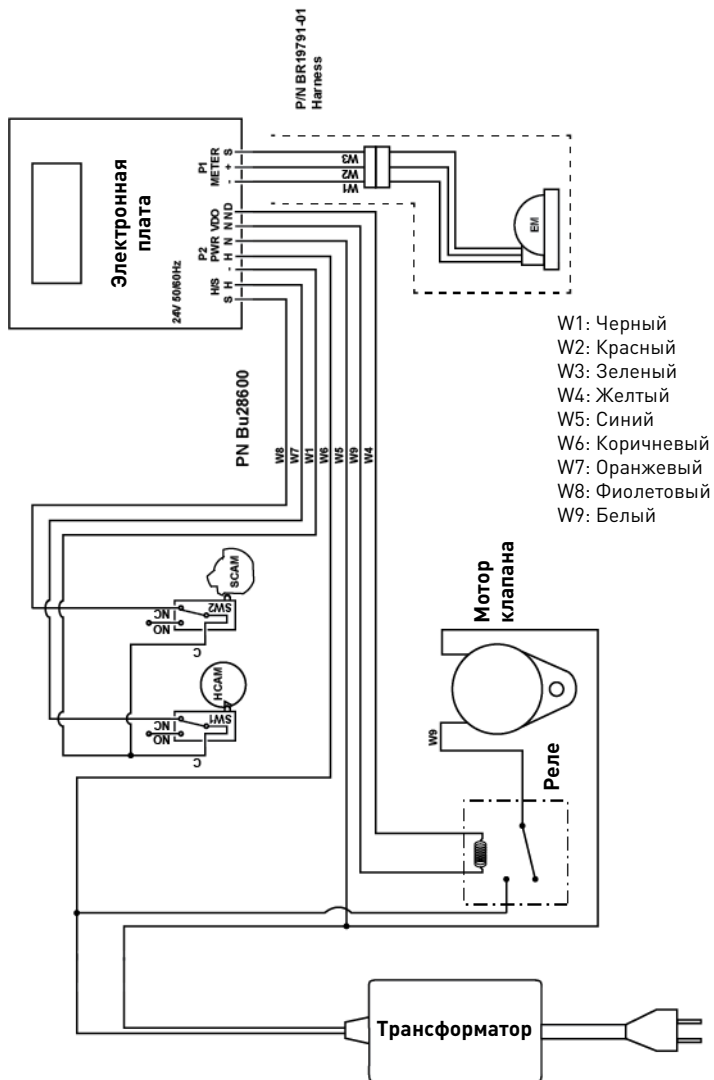 P/N BR19791-01
Harness
Электронная
плата
24V 50/60Hz
P1
METER
- + S
W1
W2
W3
EM
P2
H/S PWR VDO
S H - H N N ND
PN Bu28600
W8
W7
W1
W6
W5
W9
W4
W1: Черный
W2: Красный
W3: Зеленый
W4: Желтый
W5: Синий
W6: Коричневый
W7: Оранжевый
W8: Фиолетовый
W9: Белый
SCAM
SW2
NC
NO
C
HCAM
SW1
NC
NO
C
Мотор
клапана
W9
Реле
Трансформатор